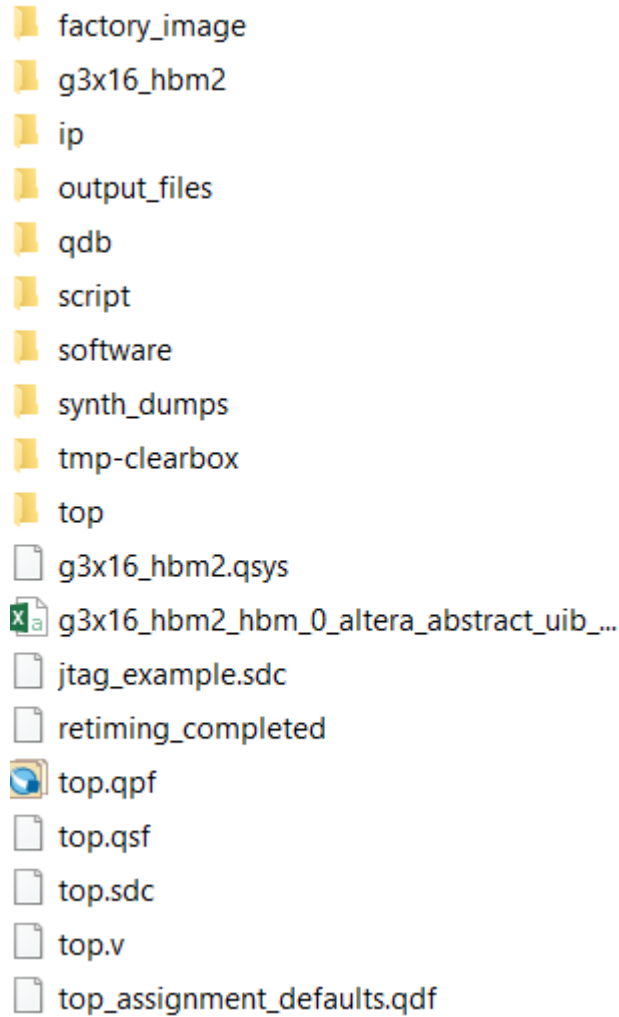 factory_image
g3x16_hbm2
ip
output_files
qdb
script
software
synth_dumps
tmp-clearbox
top
g3x16_hbm2.qsys
g3x16_hbm2_hbm_0_altera_abstract_uib_...
jtag_example.sdc
retiming_completed
top.qpf
top.qsf
top.sdc
top.v
top_assignment_defaults.qdf